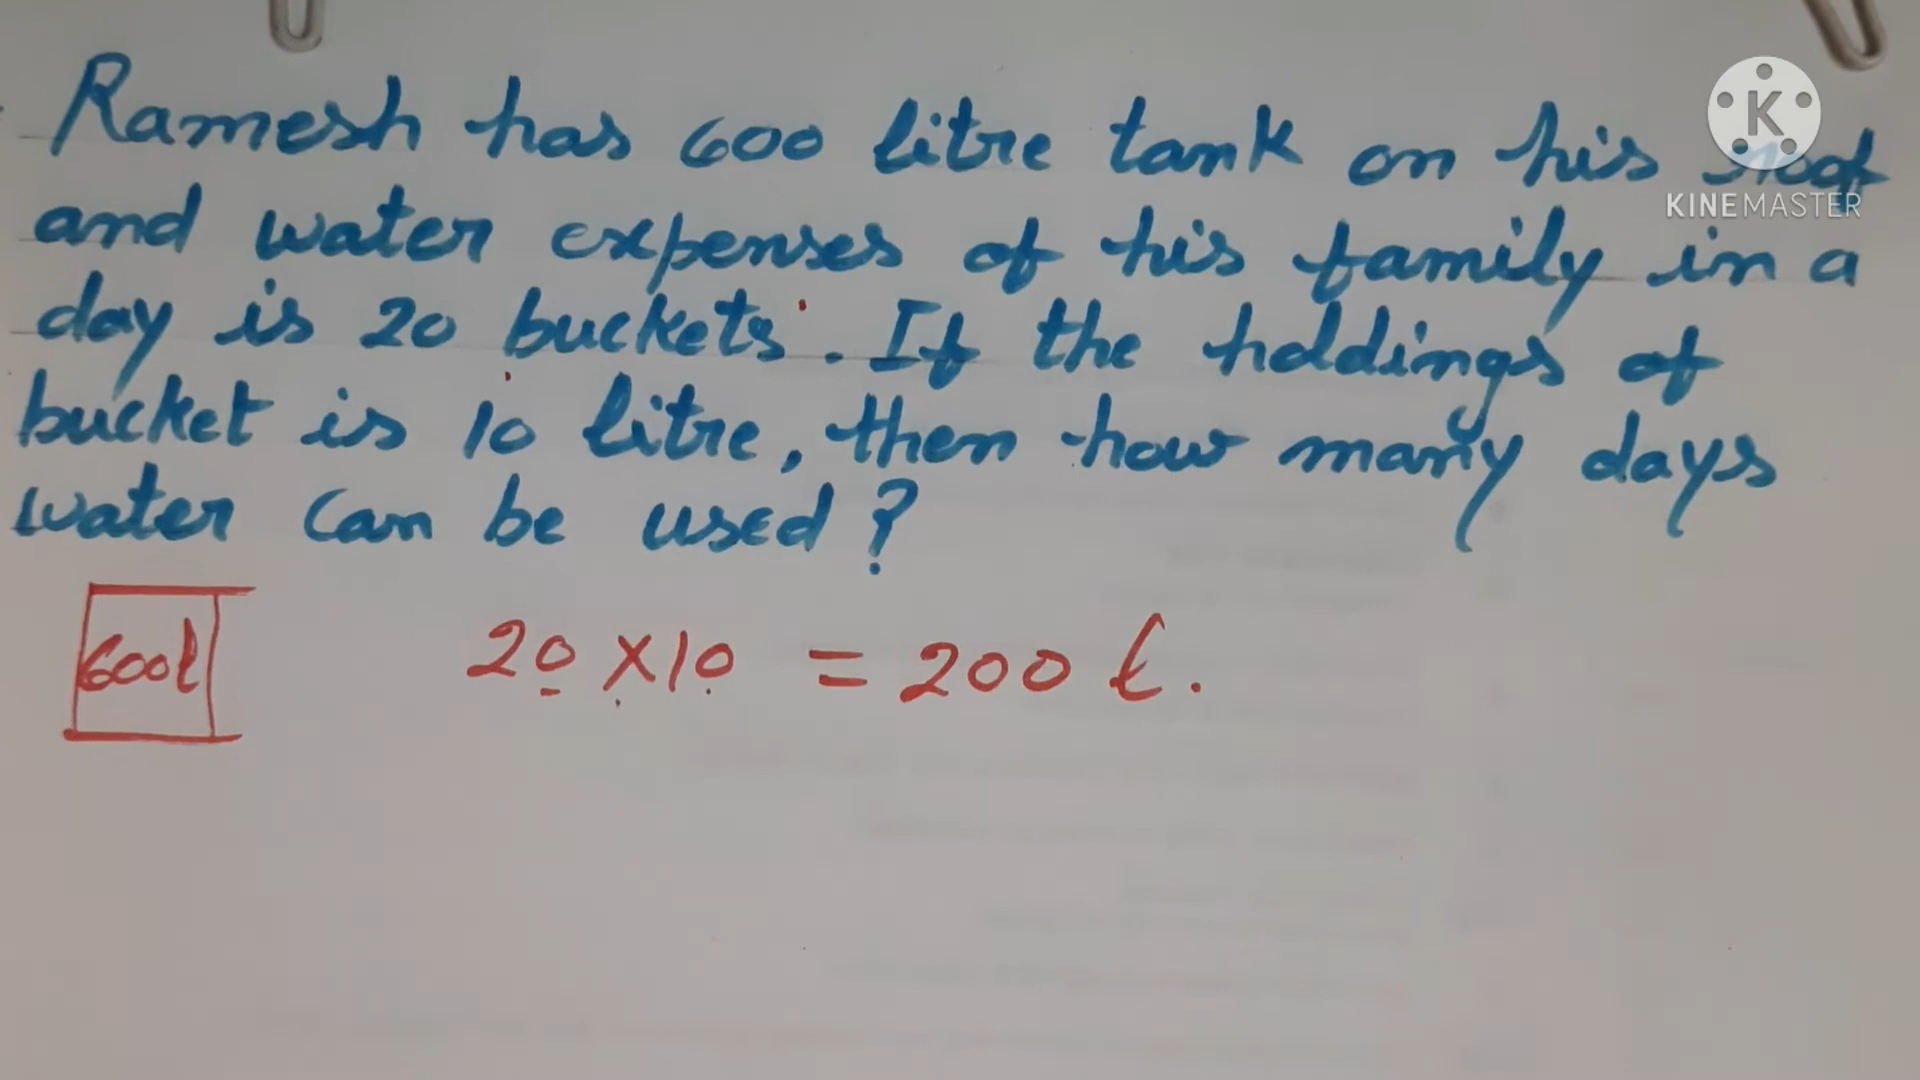 Ramesh has 600 litre tank on his roof
and water expenses of his family in a
day is 20 buckets. If the holdings of
bucket is 10 litre, then how many days
water can be used?
600l 20 × 10 = 200 l.
K
KINEMASTER